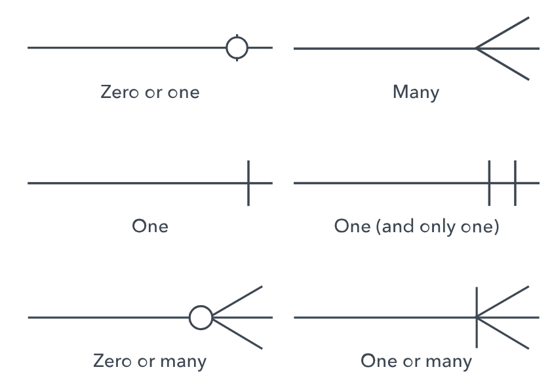 Zero or one
Many
One
One (and only one)
Zero or many
One or many